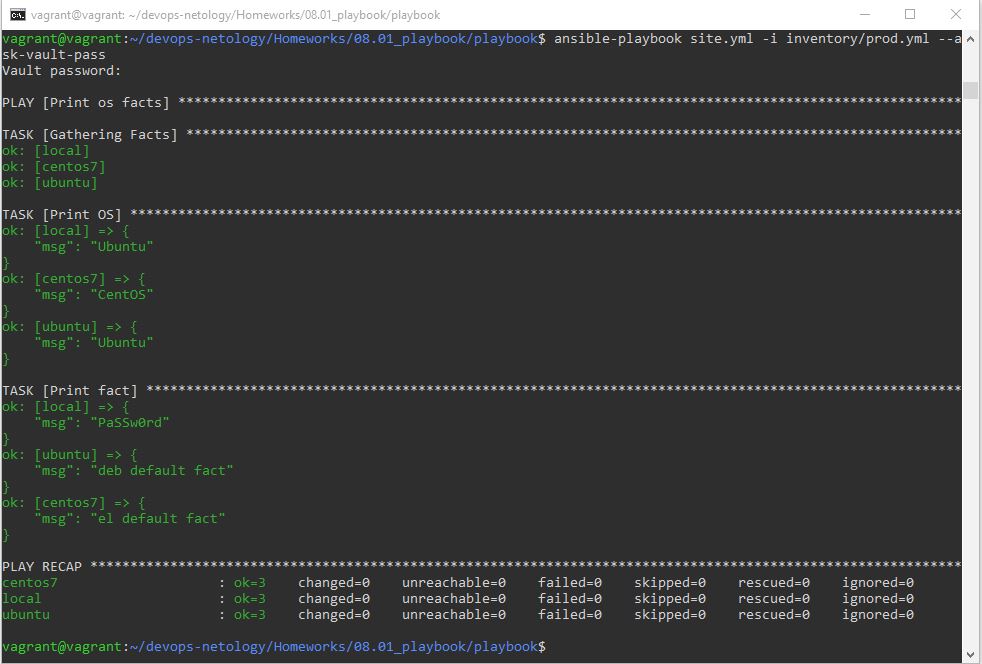 vagrant@vagrant: ~/devops-netology/Homeworks/08.01_playbook/playbook
vagrant@vagrant:~/devops-netology/Homeworks/08.01_playbook/playbook$ ansible-playbook site.yml -i inventory/prod.yml --a
sk-vault-pass
Vault password:
PLAY [Print os facts] **************************************************************************************************
TASK [Gathering Facts] *************************************************************************************************
ok: [local]
ok: [centos7]
ok: [ubuntu]
TASK [Print OS] ********************************************************************************************************
ok: [local] => {
    "msg": "Ubuntu"
}
ok: [centos7] => {
    "msg": "CentOS"
}
ok: [ubuntu] => {
    "msg": "Ubuntu"
}
TASK [Print fact] ******************************************************************************************************
ok: [local] => {
    "msg": "PaSSw0rd"
}
ok: [ubuntu] => {
    "msg": "deb default fact"
}
ok: [centos7] => {
    "msg": "el default fact"
}
PLAY RECAP *************************************************************************************************************
centos7                    : ok=3    changed=0    unreachable=0    failed=0    skipped=0    rescued=0    ignored=0
local                      : ok=3    changed=0    unreachable=0    failed=0    skipped=0    rescued=0    ignored=0
ubuntu                     : ok=3    changed=0    unreachable=0    failed=0    skipped=0    rescued=0    ignored=0
vagrant@vagrant:~/devops-netology/Homeworks/08.01_playbook/playbook$